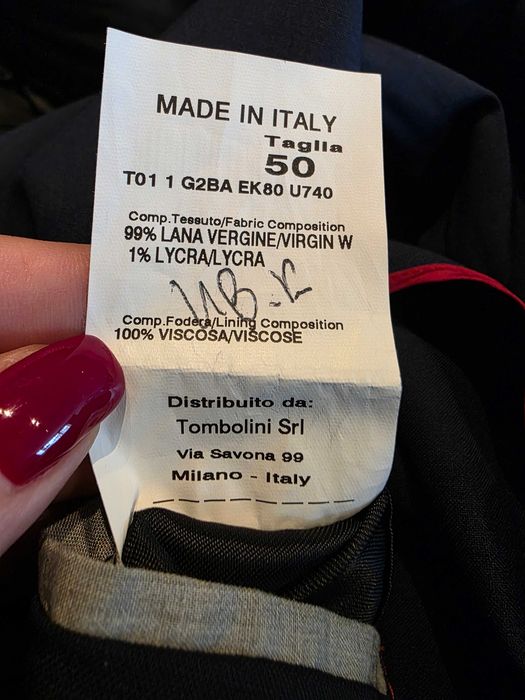 MADE IN ITALY
Taglia
50
T01 1 G2BA EK80 U740
Comp.Tessuto/Fabric Composition
99% LANA VERGINE/VIRGIN W
1% LYCRA/LYCRA
Comp.Fodera/Lining Composition
100% VISCOSA/VISCOSE
Distribuito da:
Tombolini Srl
Via Savona 99
Milano - Italy